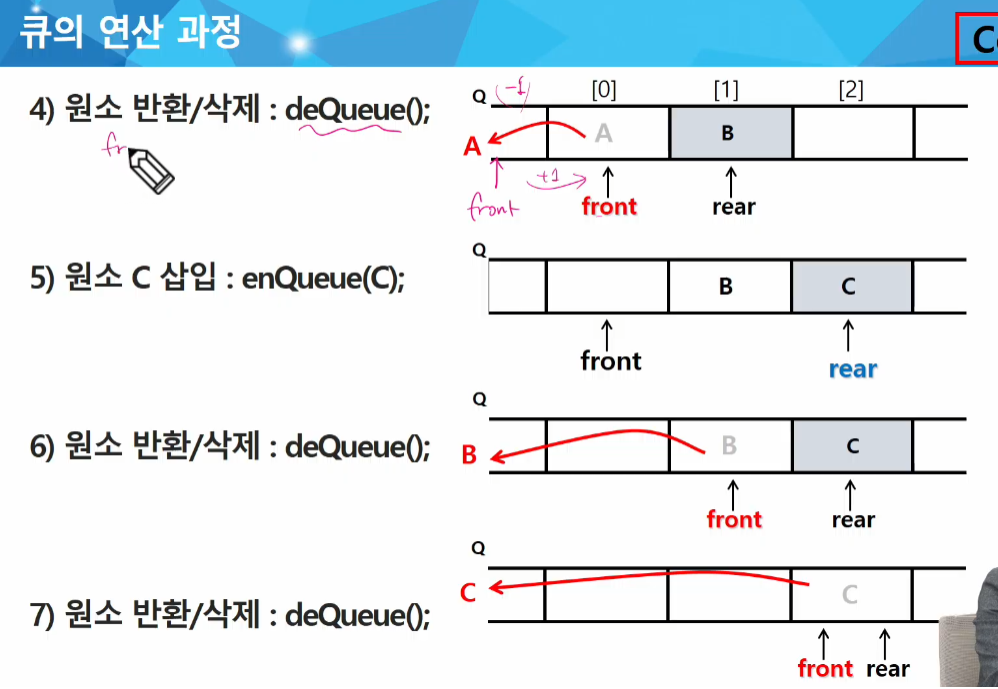 큐의 연산 과정
4) 원소 반환/삭제 : deQueue();
fr
Q (-1) [0] [1] [2]
A A B
+1
front front rear
5) 원소 C 삽입 : enQueue(C);
Q
B C
front rear
6) 원소 반환/삭제 : deQueue();
Q
B B C
front rear
7) 원소 반환/삭제 : deQueue();
Q
C C
front rear